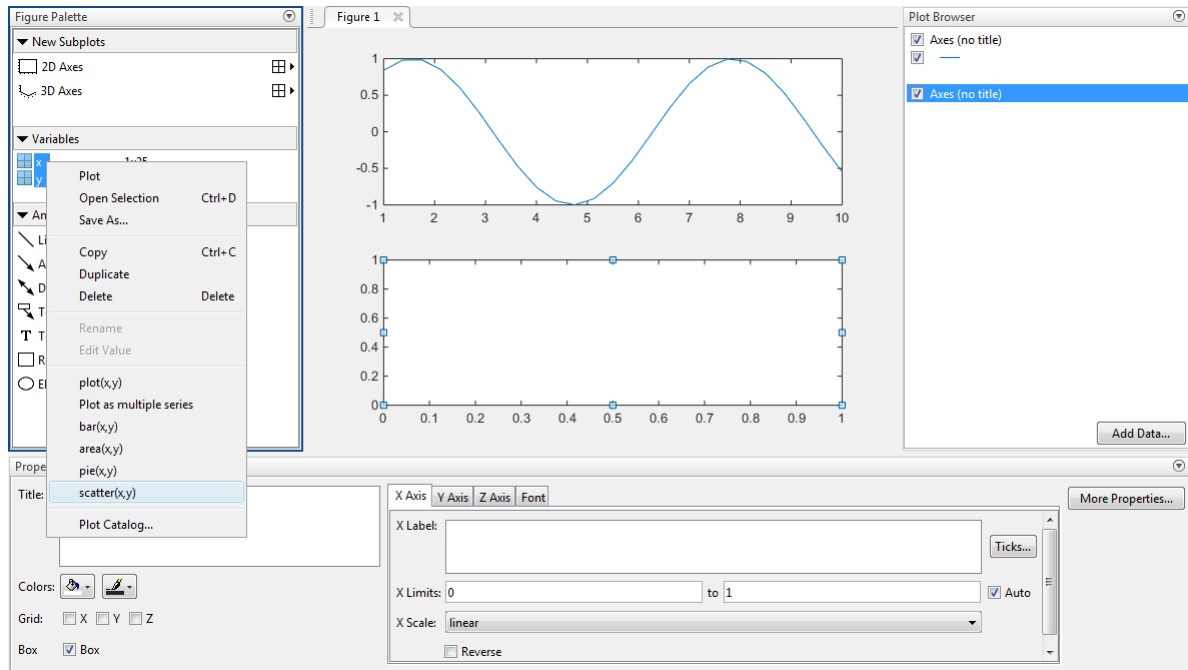 Figure Palette
New Subplots
2D Axes
3D Axes
Variables
x
y
Plot
Open Selection Ctrl+D
Save As...
Copy Ctrl+C
Duplicate
Delete Delete
Rename
Edit Value
plot(x,y)
Plot as multiple series
bar(x,y)
area(x,y)
pie(x,y)
scatter(x,y)
Plot Catalog...
An
Li
A
D
T
T T
R
El
Figure 1
1
0.5
0
-0.5
-1
1 2 3 4 5 6 7 8 9 10
1
0.8
0.6
0.4
0.2
0
0 0.1 0.2 0.3 0.4 0.5 0.6 0.7 0.8 0.9 1
Plot Browser
Axes (no title)
Axes (no title)
Add Data...
Prope
Title:
Colors:
Grid: X Y Z
Box Box
X Axis Y Axis Z Axis Font
X Label:
Ticks...
X Limits: 0 to 1 Auto
X Scale: linear
Reverse
More Properties...